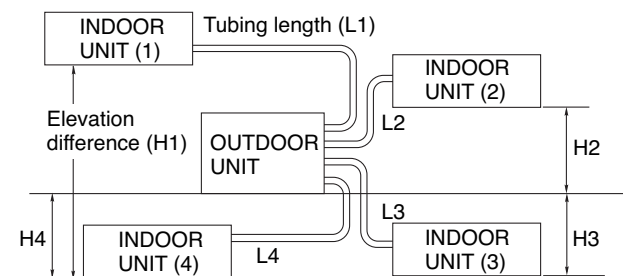 INDOOR
UNIT (1)
Tubing length (L1)
INDOOR
UNIT (2)
Elevation
difference (H1)
OUTDOOR
UNIT
L2
H2
H4
INDOOR
UNIT (4)
L4
L3
INDOOR
UNIT (3)
H3